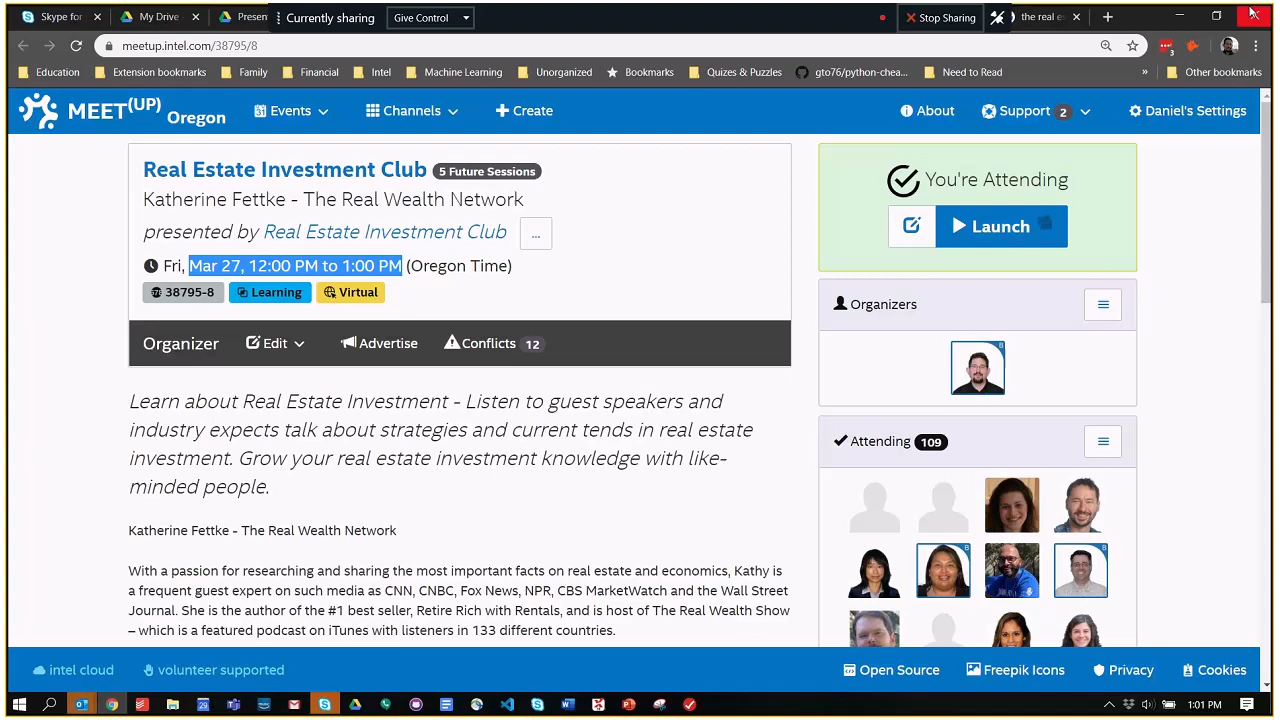 Skype for
My Drive
Presen
Currently sharing
Give Control
Stop Sharing
the real es
meetup.intel.com/38795/8
3
Education
Extension bookmarks
Family
Financial
Intel
Machine Learning
Unorganized
Bookmarks
Quizes & Puzzles
gto76/python-chea...
Need to Read
»
Other bookmarks
MEET(UP) Oregon
Events
Channels
Create
About
Support 2
Daniel's Settings
Real Estate Investment Club 5 Future Sessions
Katherine Fettke - The Real Wealth Network
presented by Real Estate Investment Club ...
Fri, Mar 27, 12:00 PM to 1:00 PM (Oregon Time)
38795-8 Learning Virtual
Organizer Edit Advertise Conflicts 12
Learn about Real Estate Investment - Listen to guest speakers and
industry expects talk about strategies and current tends in real estate
investment. Grow your real estate investment knowledge with like-
minded people.
Katherine Fettke - The Real Wealth Network
With a passion for researching and sharing the most important facts on real estate and economics, Kathy is
a frequent guest expert on such media as CNN, CNBC, Fox News, NPR, CBS MarketWatch and the Wall Street
Journal. She is the author of the #1 best seller, Retire Rich with Rentals, and is host of The Real Wealth Show
– which is a featured podcast on iTunes with listeners in 133 different countries.
You're Attending
Launch
Organizers
B
Attending 109
B
B
intel cloud
volunteer supported
Open Source
Freepik Icons
Privacy
Cookies
1:01 PM